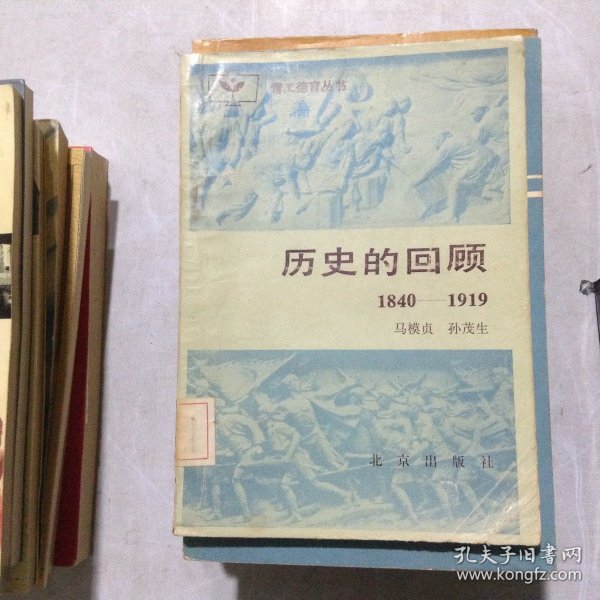 青工德育丛书
历史的回顾
1840——1919
马模贞 孙茂生
北京出版社
孔夫子旧书网
www.kongfz.com